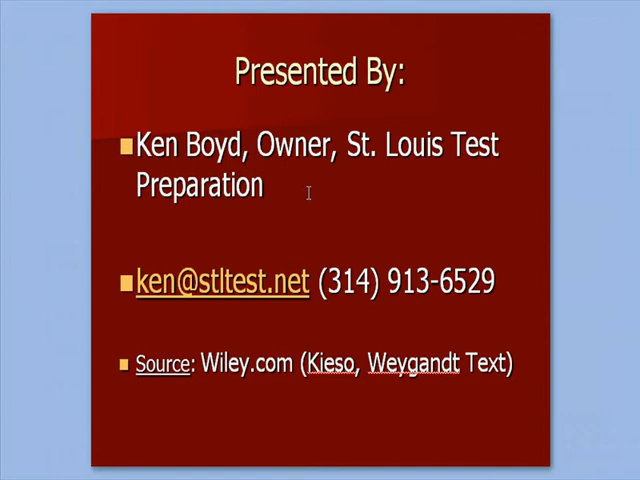 Presented By:
Ken Boyd, Owner, St. Louis Test
Preparation
ken@stltest.net (314) 913-6529
Source: Wiley.com (Kieso, Weygandt Text)